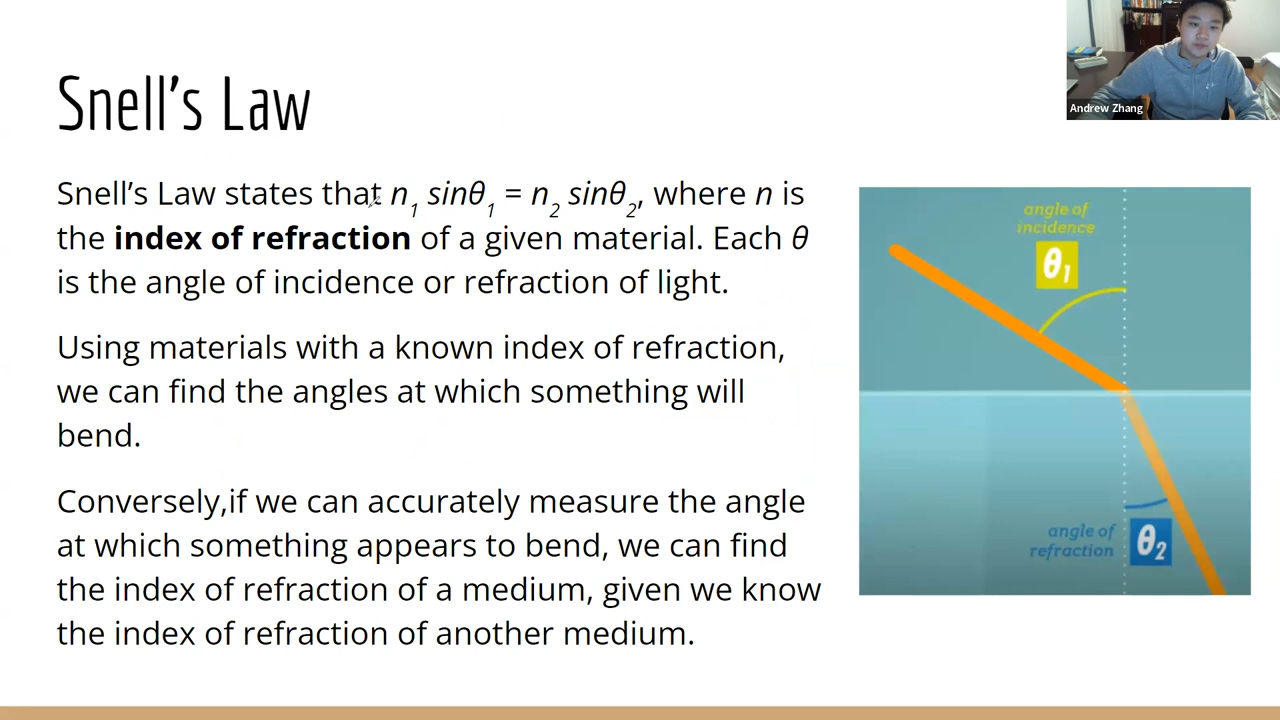 Snell’s Law
Snell’s Law states that n₁ sinθ₁ = n₂ sinθ₂, where n is
the index of refraction of a given material. Each θ
is the angle of incidence or refraction of light.
Using materials with a known index of refraction,
we can find the angles at which something will
bend.
Conversely,if we can accurately measure the angle
at which something appears to bend, we can find
the index of refraction of a medium, given we know
the index of refraction of another medium.
angle of
incidence
θ₁
angle of
refraction
θ₂
Andrew Zhang